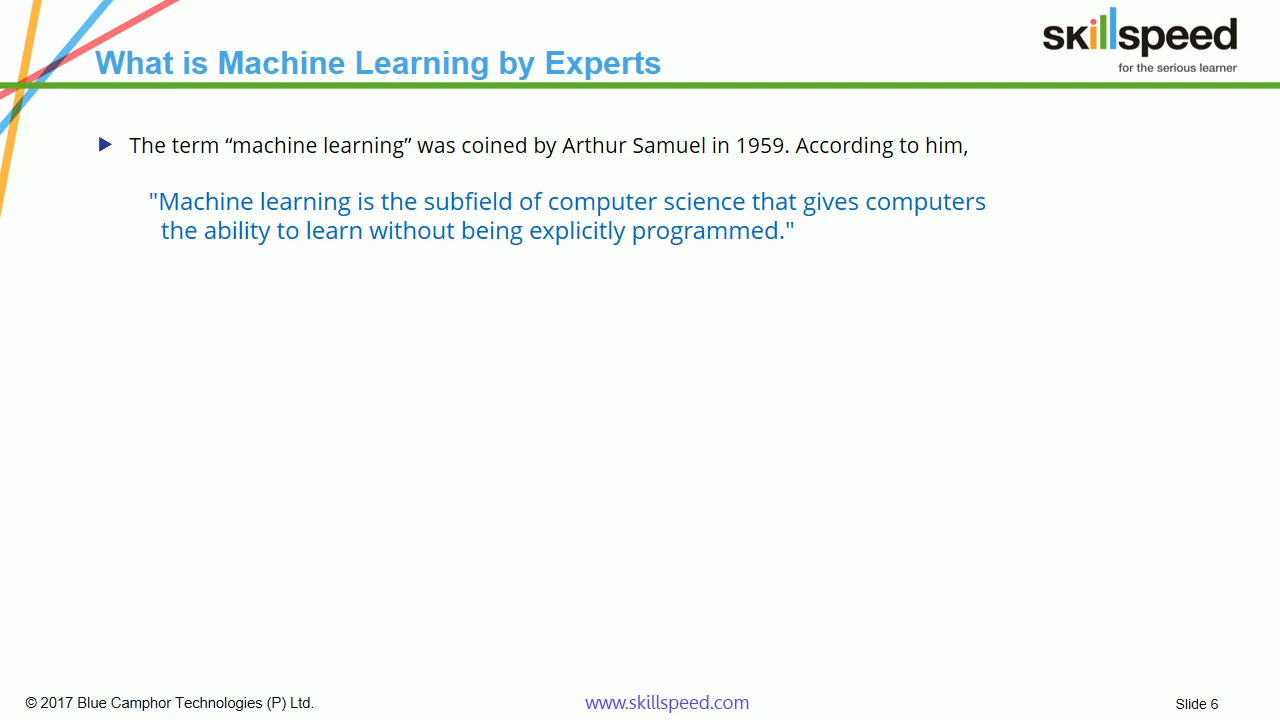 What is Machine Learning by Experts
skillspeed
for the serious learner
The term “machine learning” was coined by Arthur Samuel in 1959. According to him,
"Machine learning is the subfield of computer science that gives computers
the ability to learn without being explicitly programmed."
© 2017 Blue Camphor Technologies (P) Ltd.
www.skillspeed.com
Slide 6